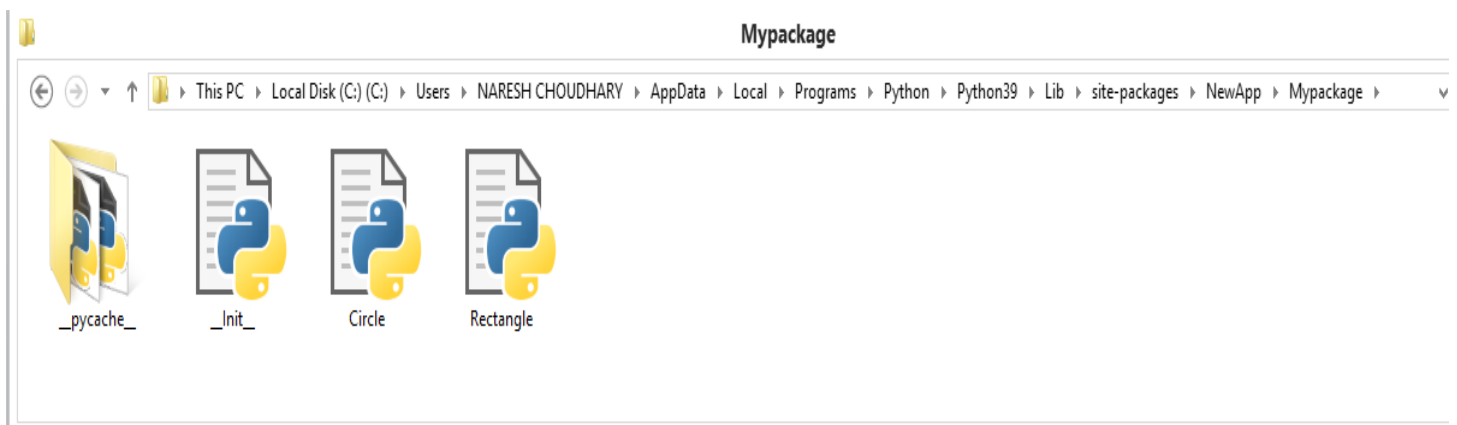 Mypackage
This PC Local Disk (C:) (C:) Users NARESH CHOUDHARY AppData Local Programs Python Python39 Lib site-packages NewApp Mypackage
__pycache__ __Init__ Circle Rectangle